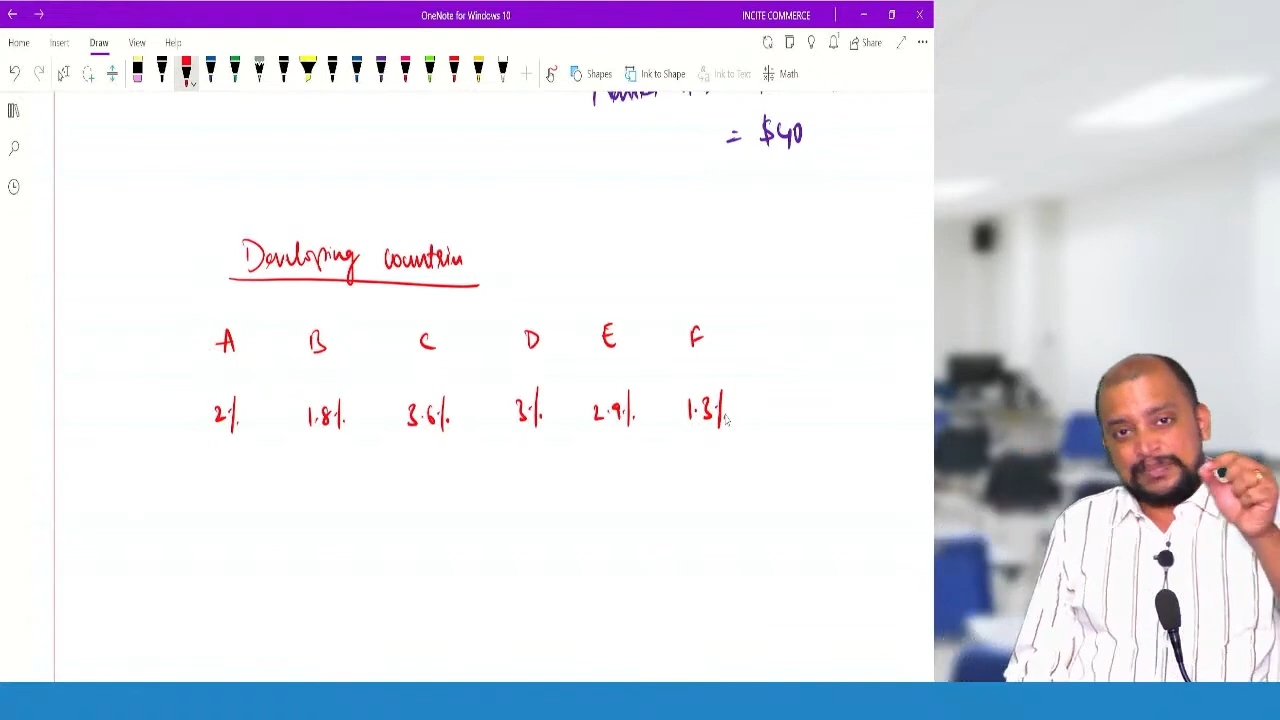 OneNote for Windows 10
INCITE COMMERCE
Home Insert Draw View Help
Share
Shapes Ink to Shape Ink to Text Math
= $40
Developing countries
A B C D E F
2% 1.8% 3.6% 3% 2.9% 1.3%